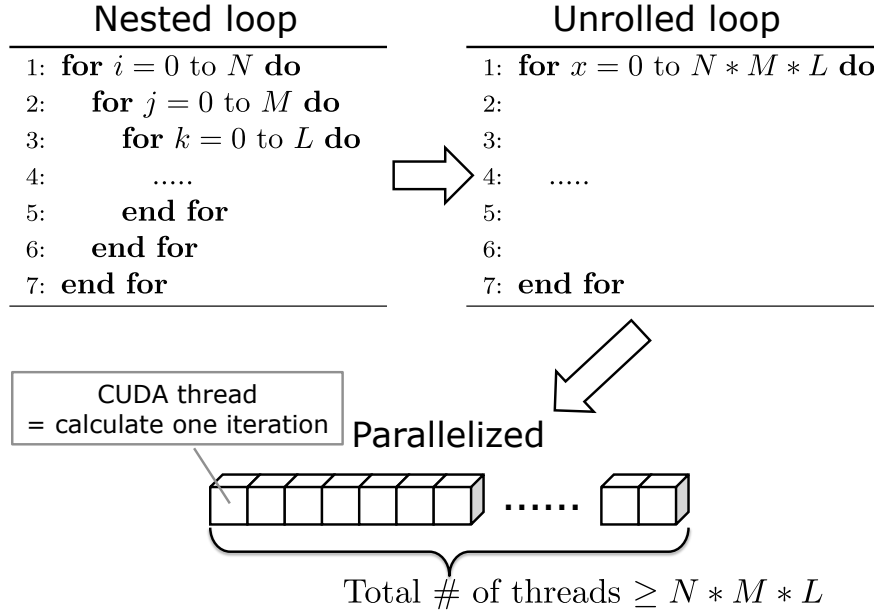 Nested loop
1: for i = 0 to N do
2: for j = 0 to M do
3: for k = 0 to L do
4: .....
5: end for
6: end for
7: end for
Unrolled loop
1: for x = 0 to N ∗ M ∗ L do
2:
3:
4: .....
5:
6:
7: end for
CUDA thread
= calculate one iteration
Parallelized
......
Total # of threads ≥ N ∗ M ∗ L